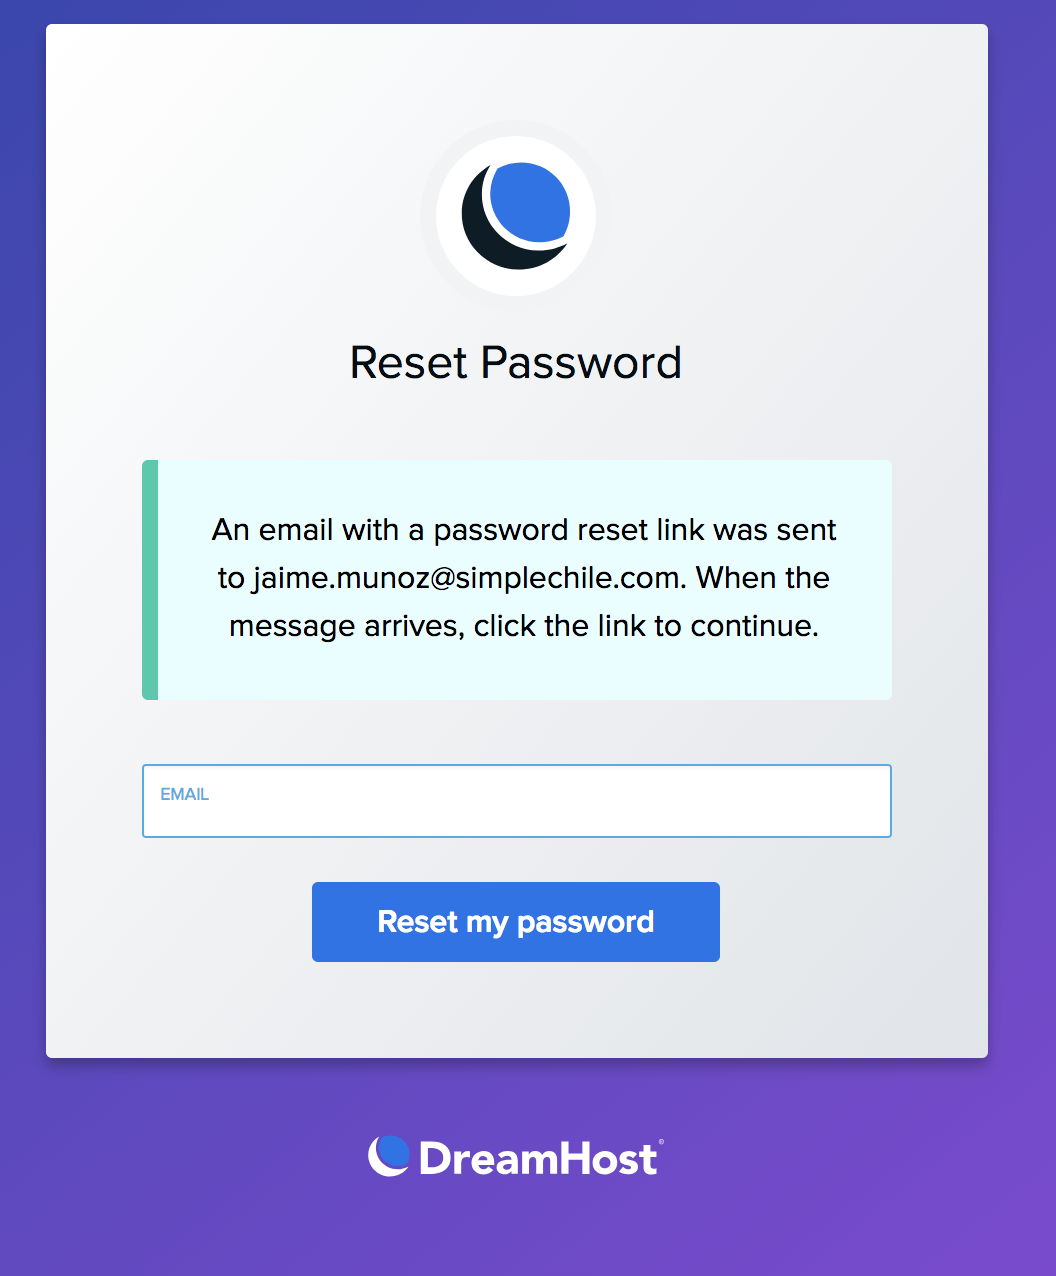 Reset Password
An email with a password reset link was sent
to jaime.munoz@simplechile.com. When the
message arrives, click the link to continue.
EMAIL
Reset my password
DreamHost®